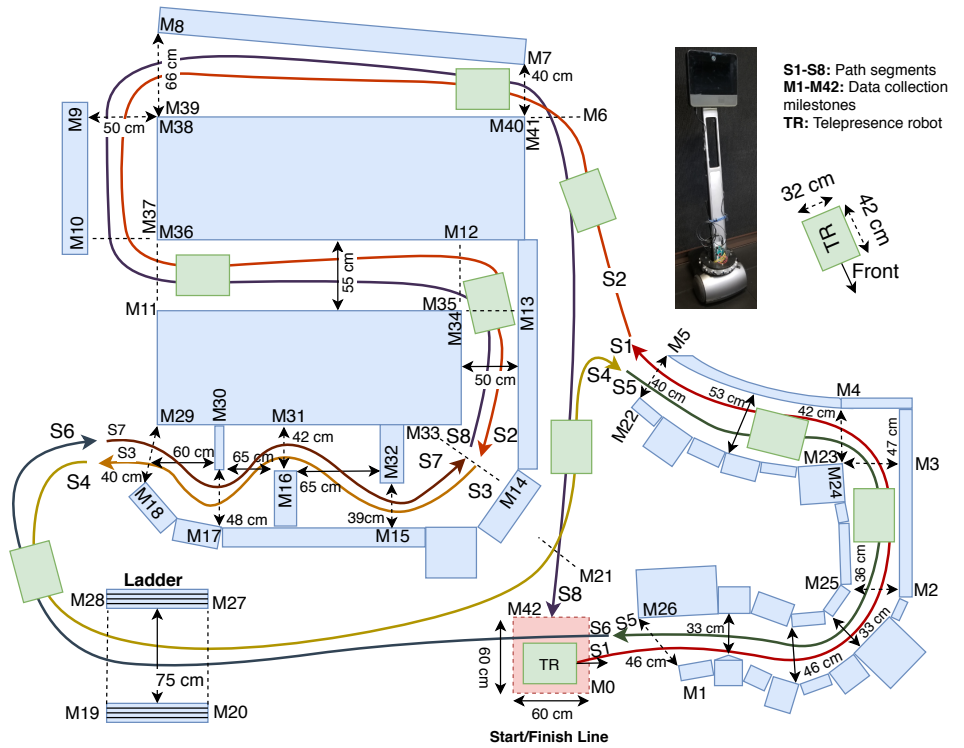 M8
M7
66 cm
40 cm
M9
50 cm
M39
M38
M40
M41
M6
M10
M37
M36
M12
55 cm
M11
M35
M34
M13
50 cm
S1-S8: Path segments
M1-M42: Data collection
milestones
TR: Telepresence robot
32 cm
42 cm
TR
Front
S2
S1
M5
S4
S5
40 cm
53 cm
M4
42 cm
M22
M23
M24
47 cm
M3
M29
M30
M31
42 cm
M33
S8
S2
S6
S7
S3
60 cm
65 cm
M16
65 cm
M32
S7
S3
S4
40 cm
M18
48 cm
M17
39cm
M15
M14
M21
36 cm
M25
M2
Ladder
M28
M27
75 cm
M19
M20
S8
M42
S6
S5
M26
33 cm
33 cm
60 cm
TR
S1
46 cm
46 cm
M0
M1
60 cm
Start/Finish Line